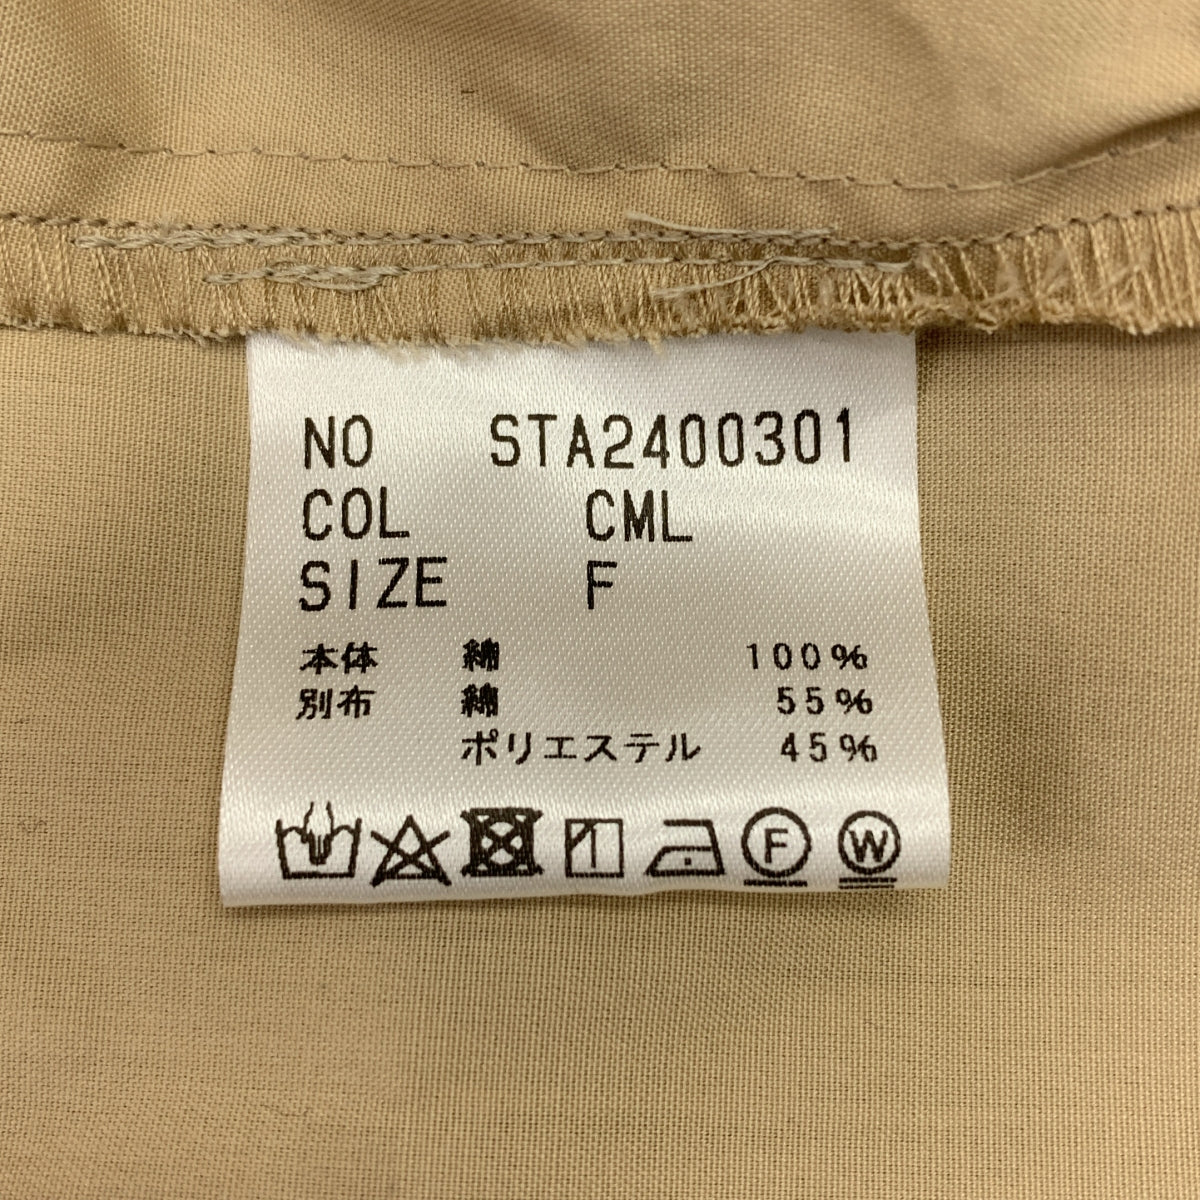 NO STA2400301
COL CML
SIZE F
本体 綿 100%
別布 綿 55%
ポリエステル 45%
F W